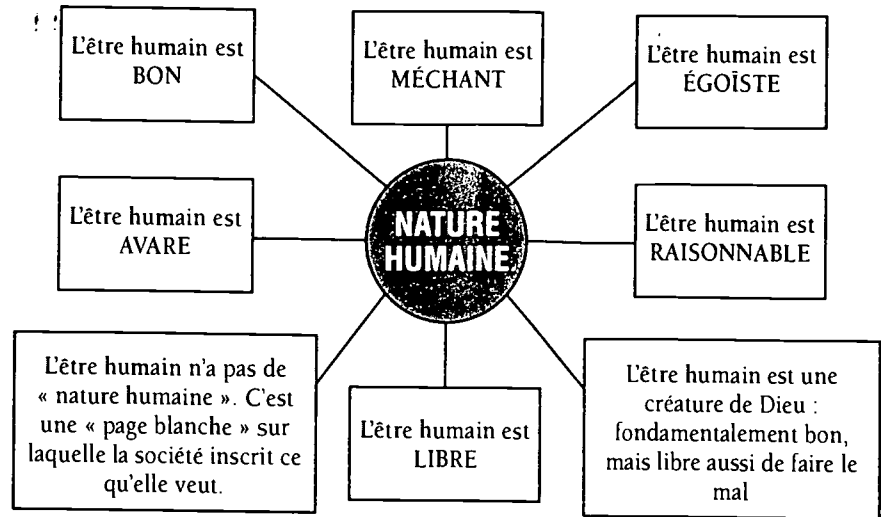 L'être humain est
BON
L'être humain est
MÉCHANT
L'être humain est
ÉGOÏSTE
L'être humain est
AVARE
NATURE
HUMAINE
L'être humain est
RAISONNABLE
L'être humain n'a pas de
« nature humaine ». C'est
une « page blanche » sur
laquelle la société inscrit ce
qu'elle veut.
L'être humain est
LIBRE
L'être humain est une
créature de Dieu :
fondamentalement bon,
mais libre aussi de faire le
mal